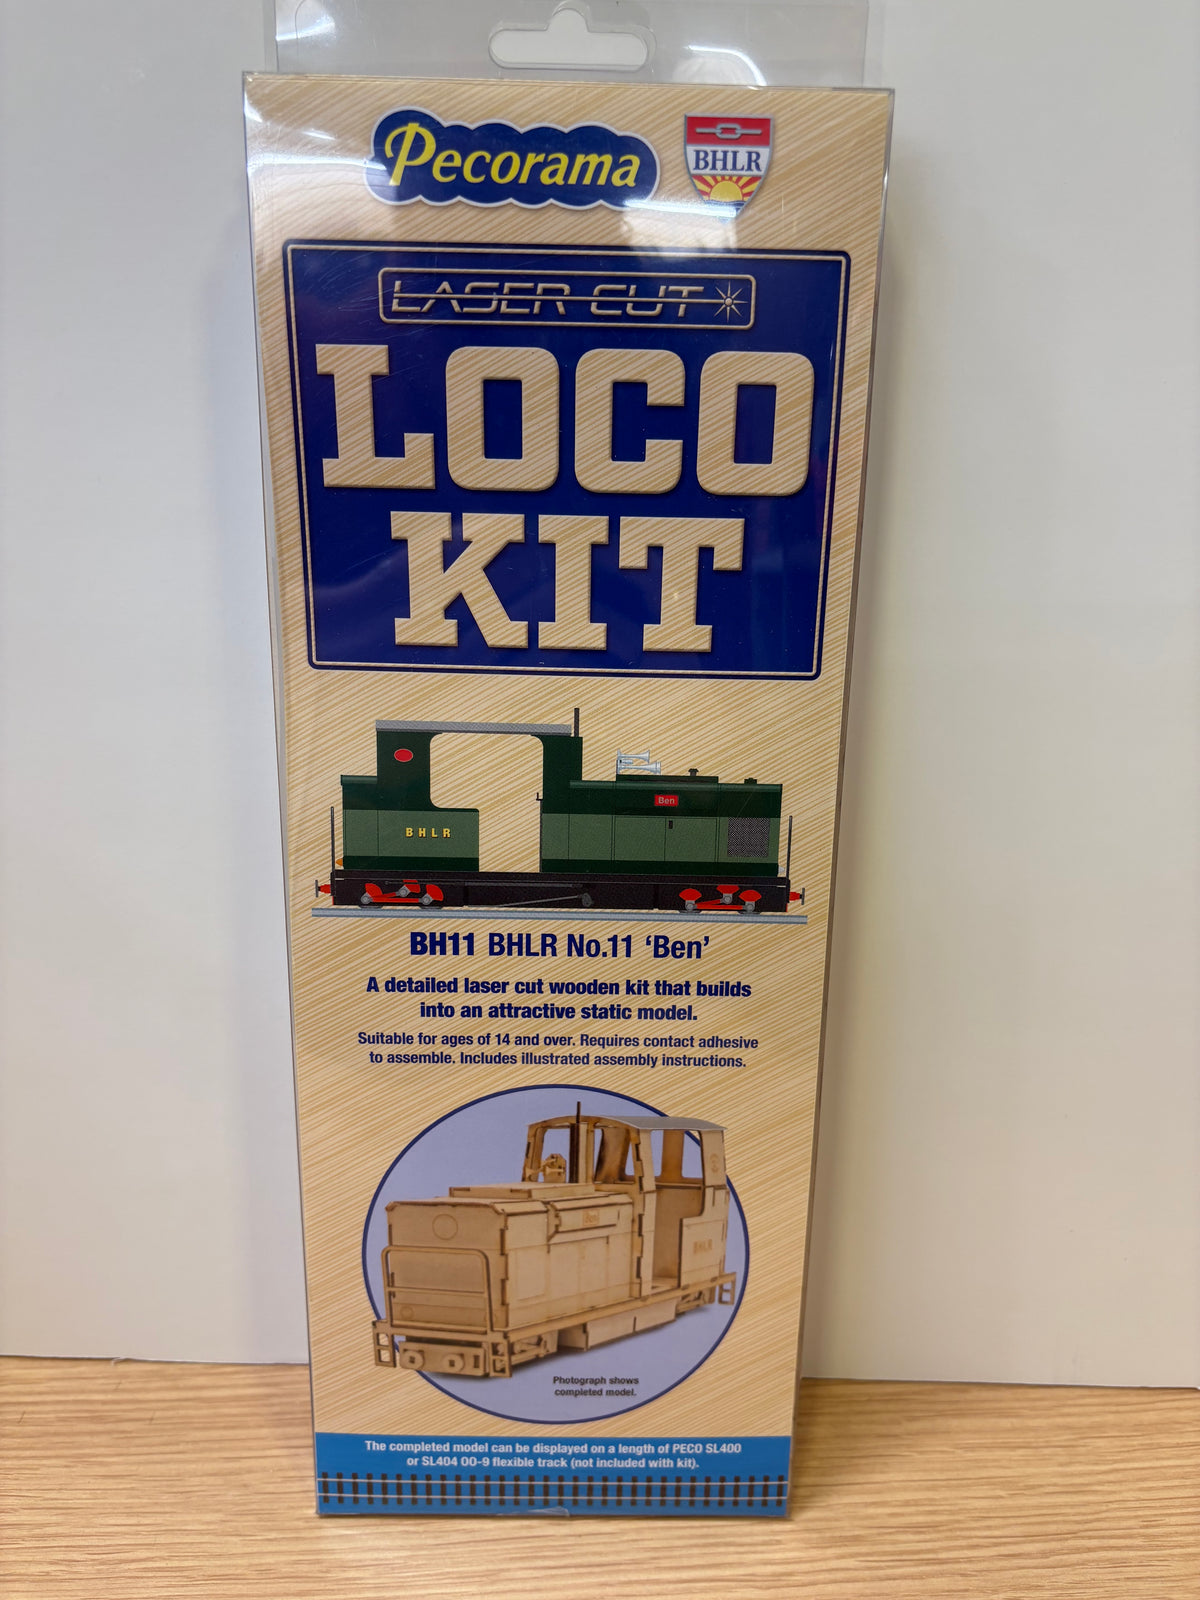 Pecorama
BHLR
LASER CUT
LOCO
KIT
Ben
BHLR
BH11 BHLR No.11 ‘Ben’
A detailed laser cut wooden kit that builds
into an attractive static model.
Suitable for ages of 14 and over. Requires contact adhesive
to assemble. Includes illustrated assembly instructions.
Ben
BHLR
Photograph shows
completed model.
The completed model can be displayed on a length of PECO SL400
or SL404 OO-9 flexible track (not included with kit).